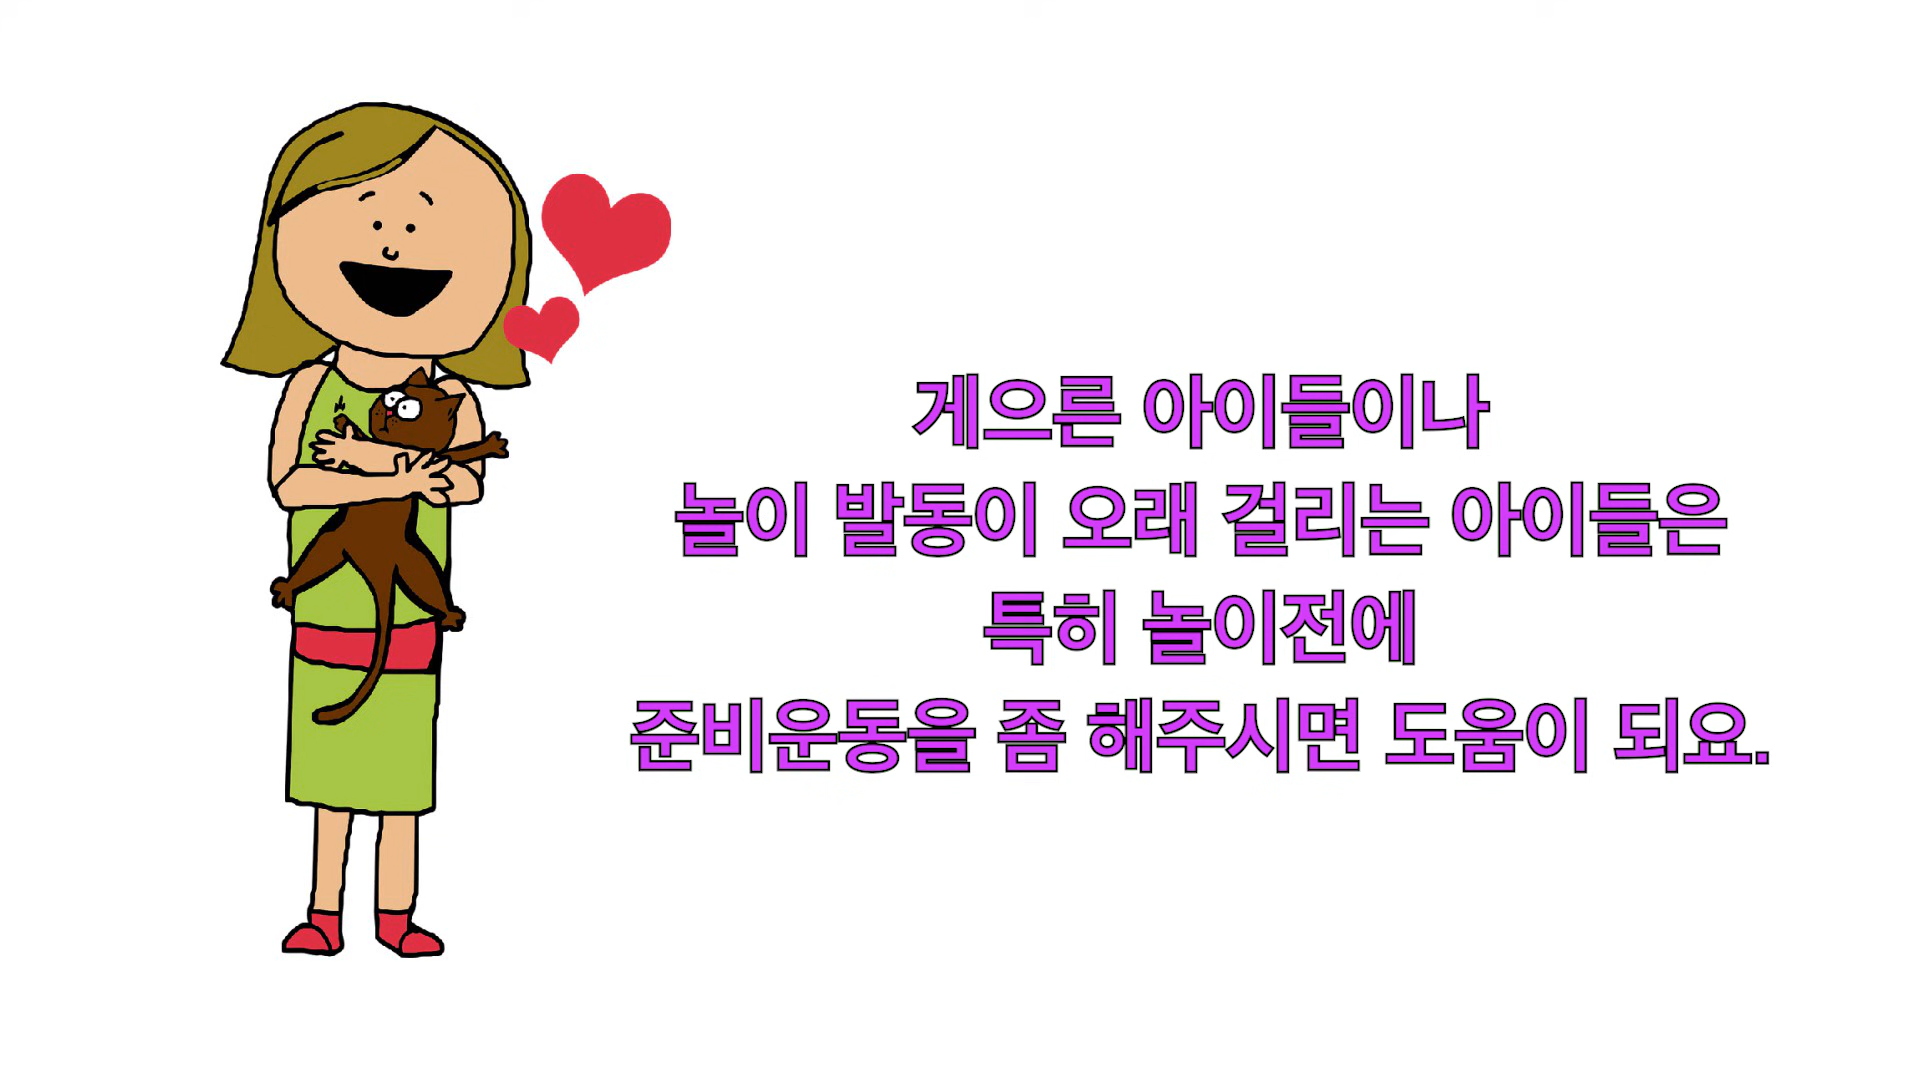 게으른 아이들이나
놀이 발동이 오래 걸리는 아이들은
특히 놀이전에
준비운동을 좀 해주시면 도움이 되요.